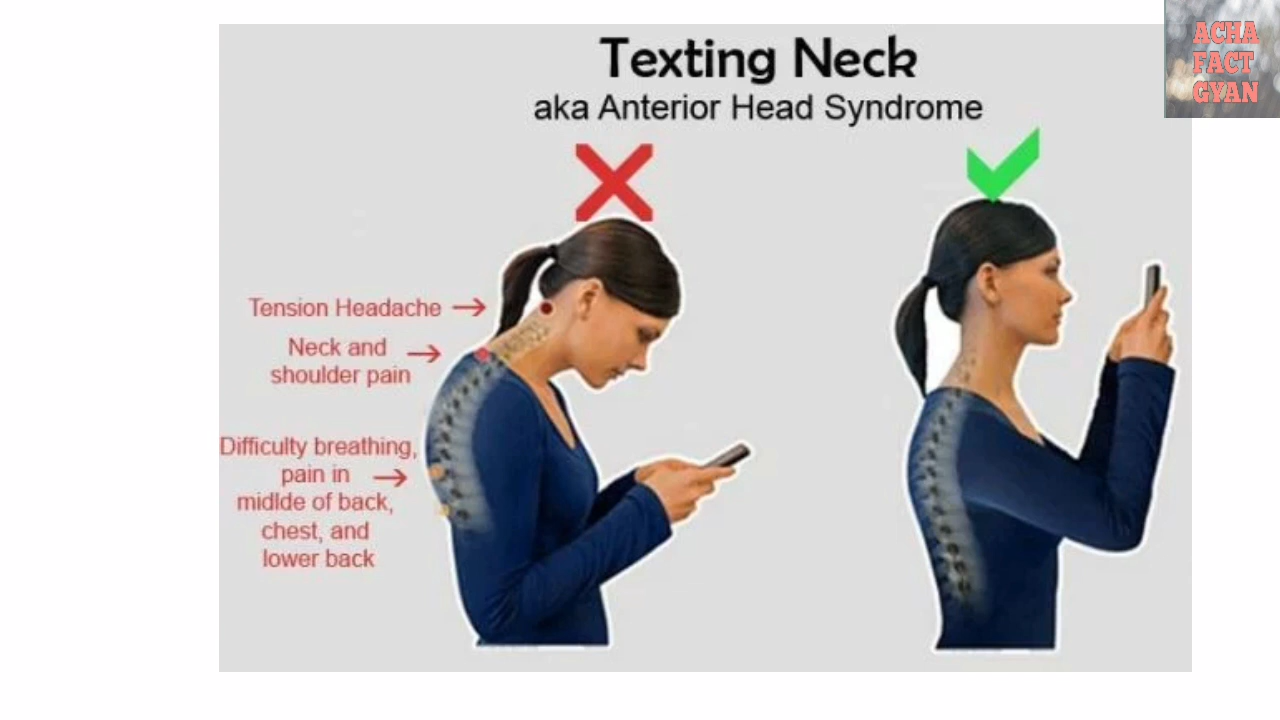 Texting Neck
aka Anterior Head Syndrome
ACHA
FACT
GYAN
Tension Headache
Neck and
shoulder pain
Difficulty breathing,
pain in
midlde of back,
chest, and
lower back